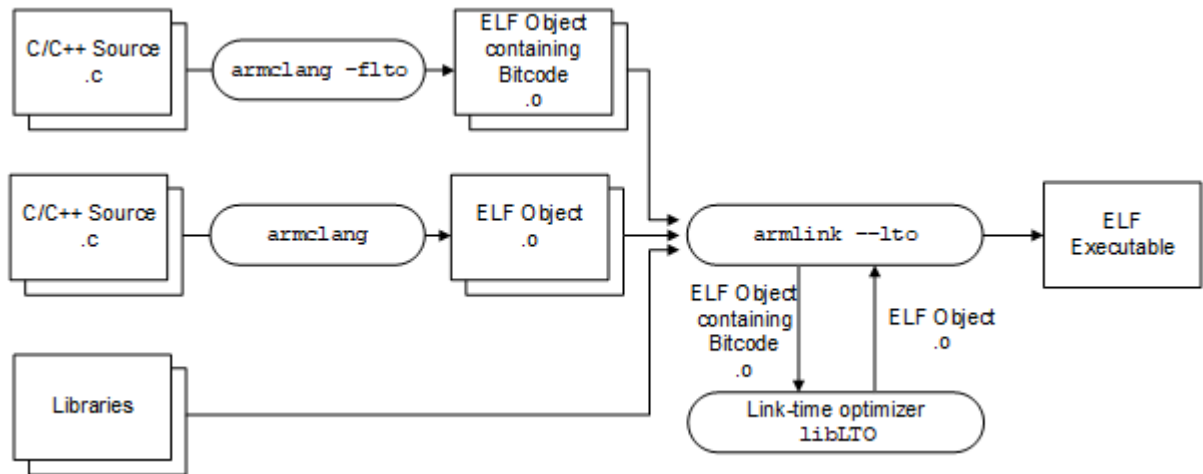 C/C++ Source
.c
armclang -flto
ELF Object
containing
Bitcode
.o
C/C++ Source
.c
armclang
ELF Object
.o
armlink --lto
ELF
Executable
ELF Object
containing
Bitcode
.o
ELF Object
.o
Libraries
Link-time optimizer
libLTO